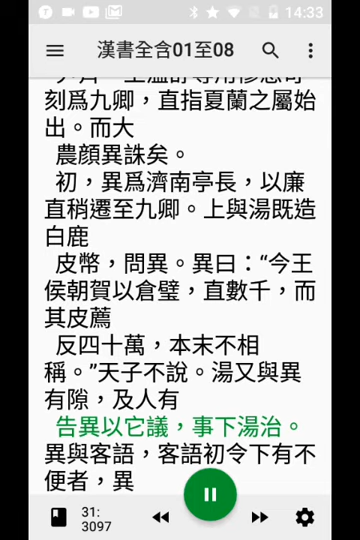 14:33
漢書全含01至08
刻爲九卿，直指夏蘭之屬始
出。而大
農顔異誅矣。
初，異爲濟南亭長，以廉
直稍遷至九卿。上與湯既造
白鹿
皮幣，問異。異曰：“今王
侯朝賀以倉璧，直數千，而
其皮薦
反四十萬，本末不相
稱。”天子不說。湯又與異
有隙，及人有
告異以它議，事下湯治。
異與客語，客語初令下有不
便者，異
31:
3097